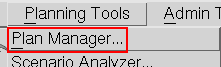 Planning Tools Admin T
Plan Manager...
Scenario Analyzer...